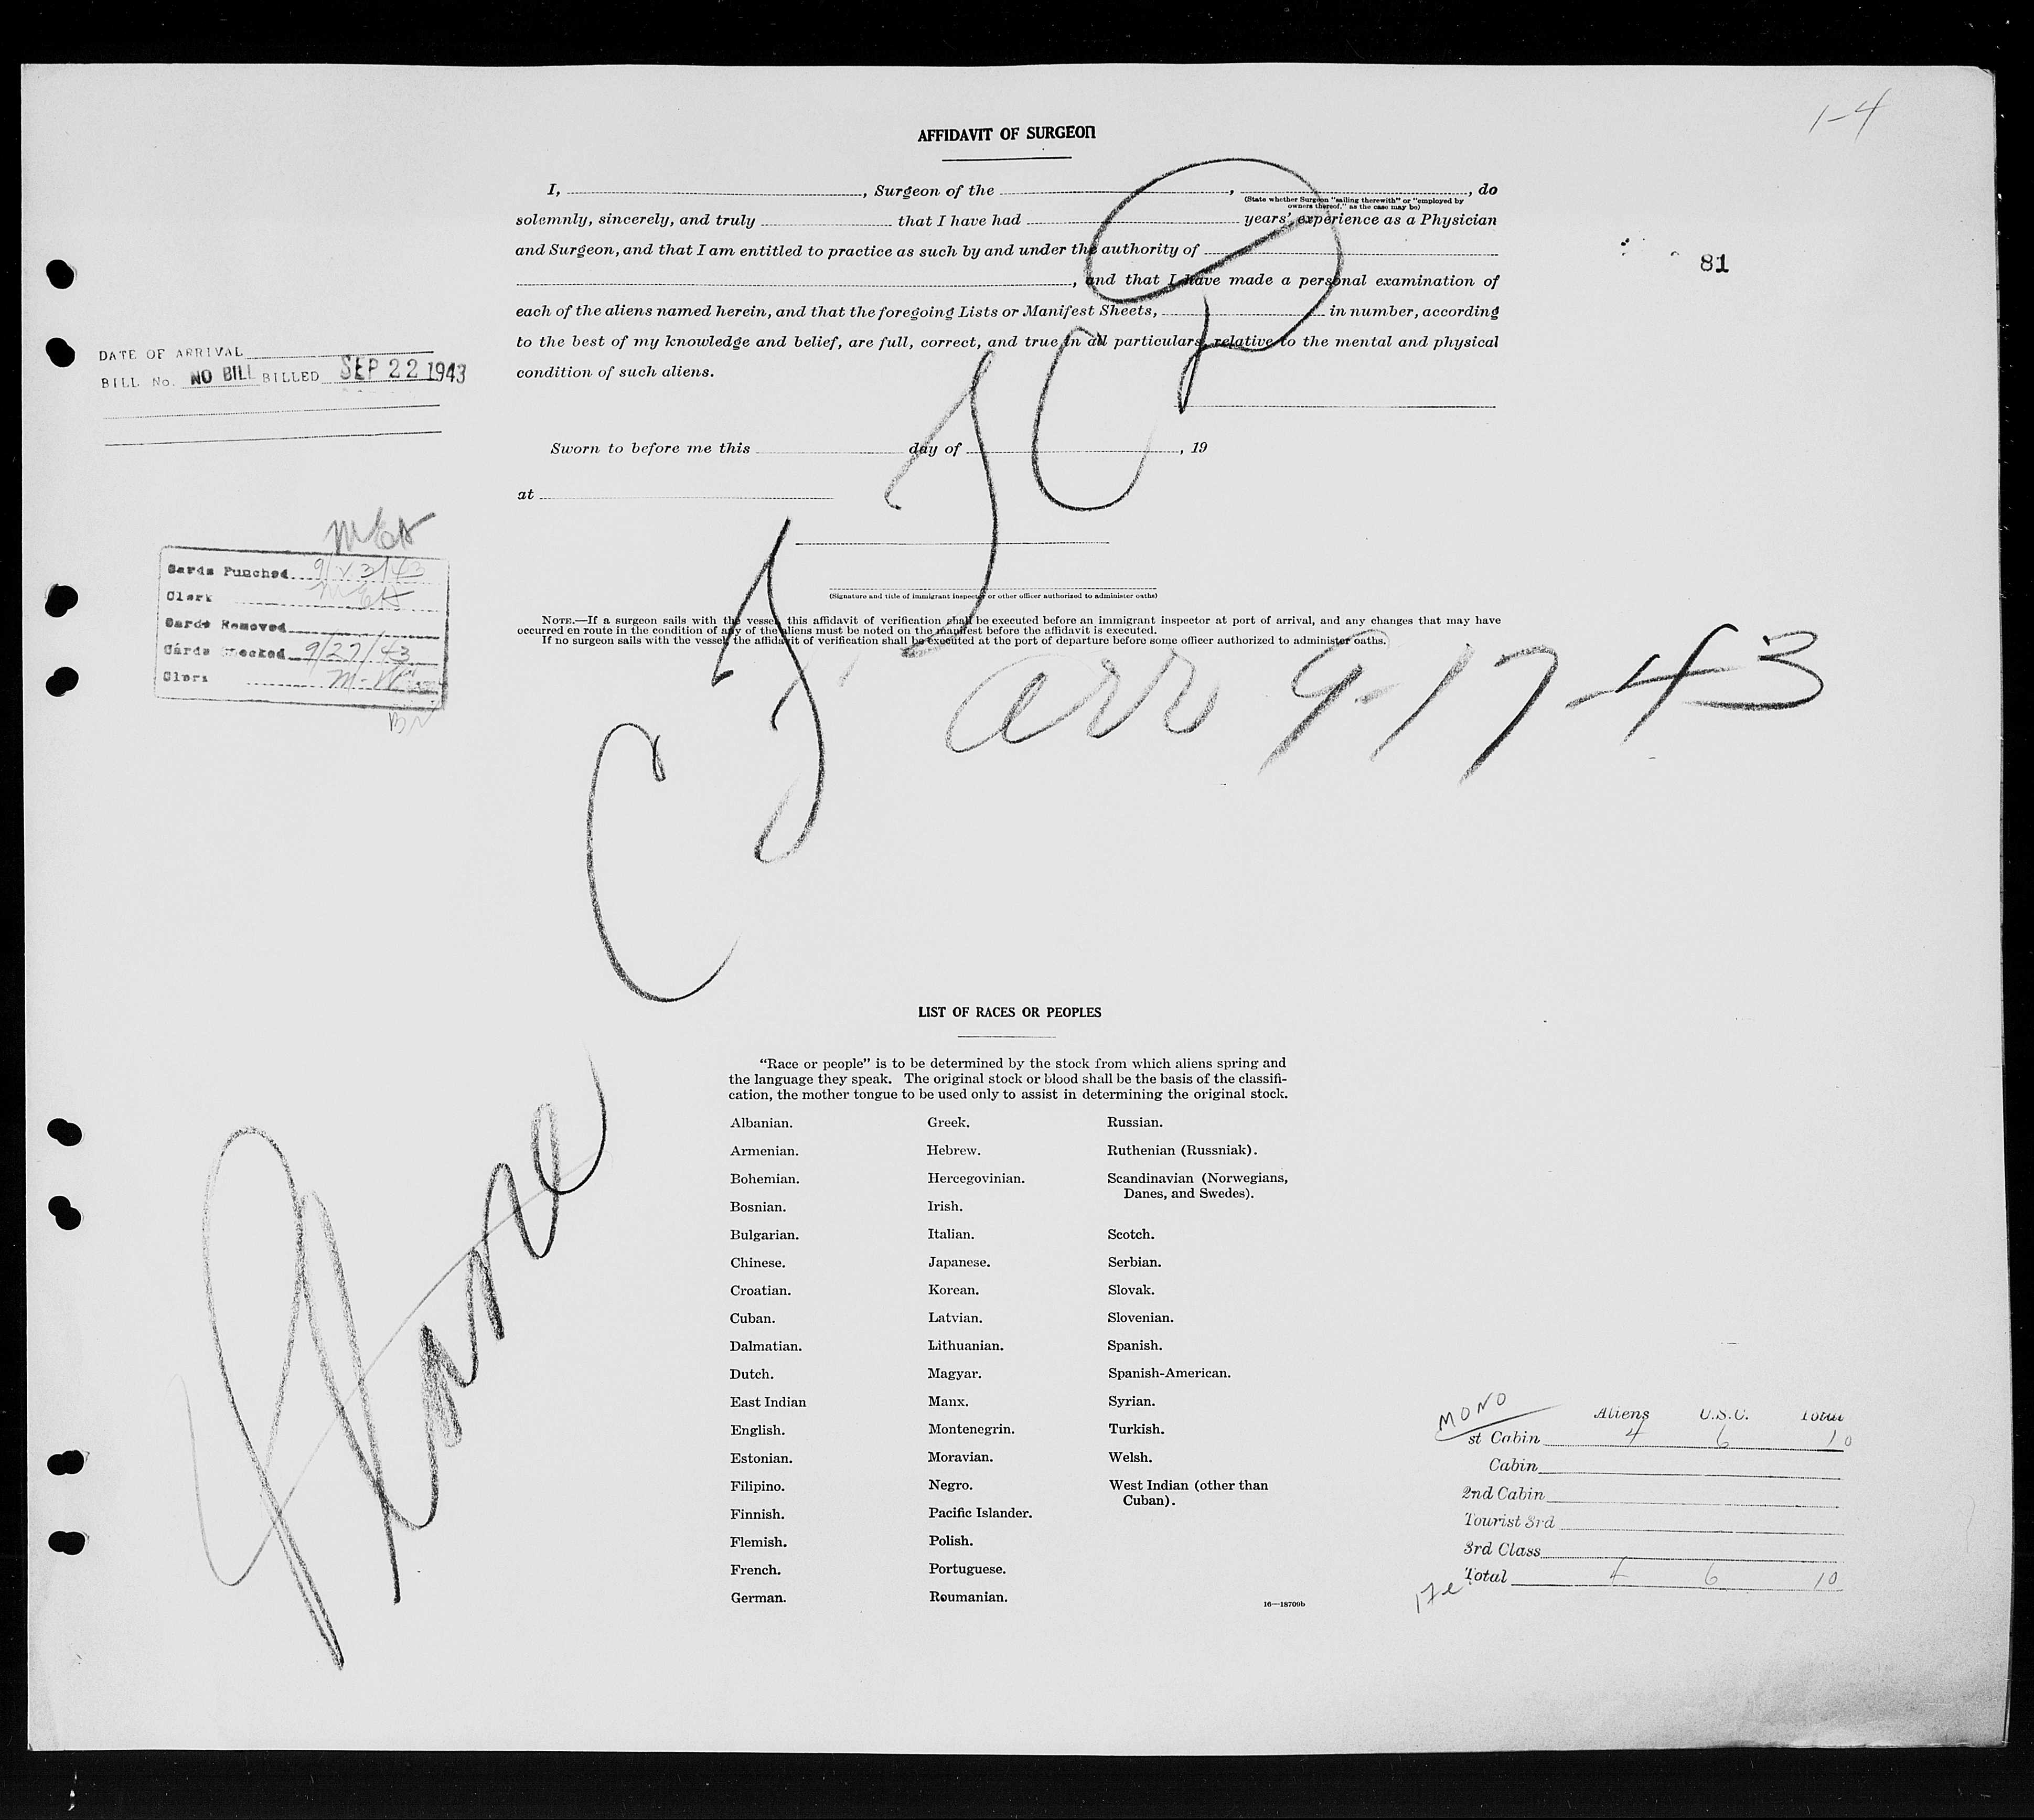 1-4
AFFIDAVIT OF SURGEON
I, , Surgeon of the , , do
(State whether Surgeon "sailing therewith" or "employed by
owners thereof," as the case may be)
solemnly, sincerely, and truly that I have had years' experience as a Physician
and Surgeon, and that I am entitled to practice as such by and under the authority of
, and that I have made a personal examination of
each of the aliens named herein, and that the foregoing Lists or Manifest Sheets, in number, according
to the best of my knowledge and belief, are full, correct, and true in all particulars, relative to the mental and physical
condition of such aliens.
81
DATE OF ARRIVAL
BILL No. NO BILL BILLED SEP 22 1943
Sworn to before me this day of , 19
at
(Signature and title of immigrant inspector or other officer authorized to administer oaths)
NOTE.—If a surgeon sails with the vessel, this affidavit of verification shall be executed before an immigrant inspector at port of arrival, and any changes that may have
occurred en route in the condition of any of the aliens must be noted on the manifest before the affidavit is executed.
If no surgeon sails with the vessel, the affidavit of verification shall be executed at the port of departure before some officer authorized to administer oaths.
Cards Punched 9/23/43
Clerk
Cards Removed
Cards Checked 9/27/43
Clerk
arr 9-17-43
Plane
LIST OF RACES OR PEOPLES
"Race or people" is to be determined by the stock from which aliens spring and
the language they speak. The original stock or blood shall be the basis of the classifi-
cation, the mother tongue to be used only to assist in determining the original stock.
Albanian. Greek. Russian.
Armenian. Hebrew. Ruthenian (Russniak).
Bohemian. Hercegovinian. Scandinavian (Norwegians,
Danes, and Swedes).
Bosnian. Irish.
Bulgarian. Italian. Scotch.
Chinese. Japanese. Serbian.
Croatian. Korean. Slovak.
Cuban. Latvian. Slovenian.
Dalmatian. Lithuanian. Spanish.
Dutch. Magyar. Spanish-American.
East Indian Manx. Syrian.
English. Montenegrin. Turkish.
Estonian. Moravian. Welsh.
Filipino. Negro. West Indian (other than
Cuban).
Finnish. Pacific Islander.
Flemish. Polish.
French. Portuguese.
German. Roumanian.
16—18709b
MONO
Aliens U.S.C. Total
st Cabin 4 6 10
Cabin
2nd Cabin
Tourist 3rd
3rd Class
Total 4 6 10